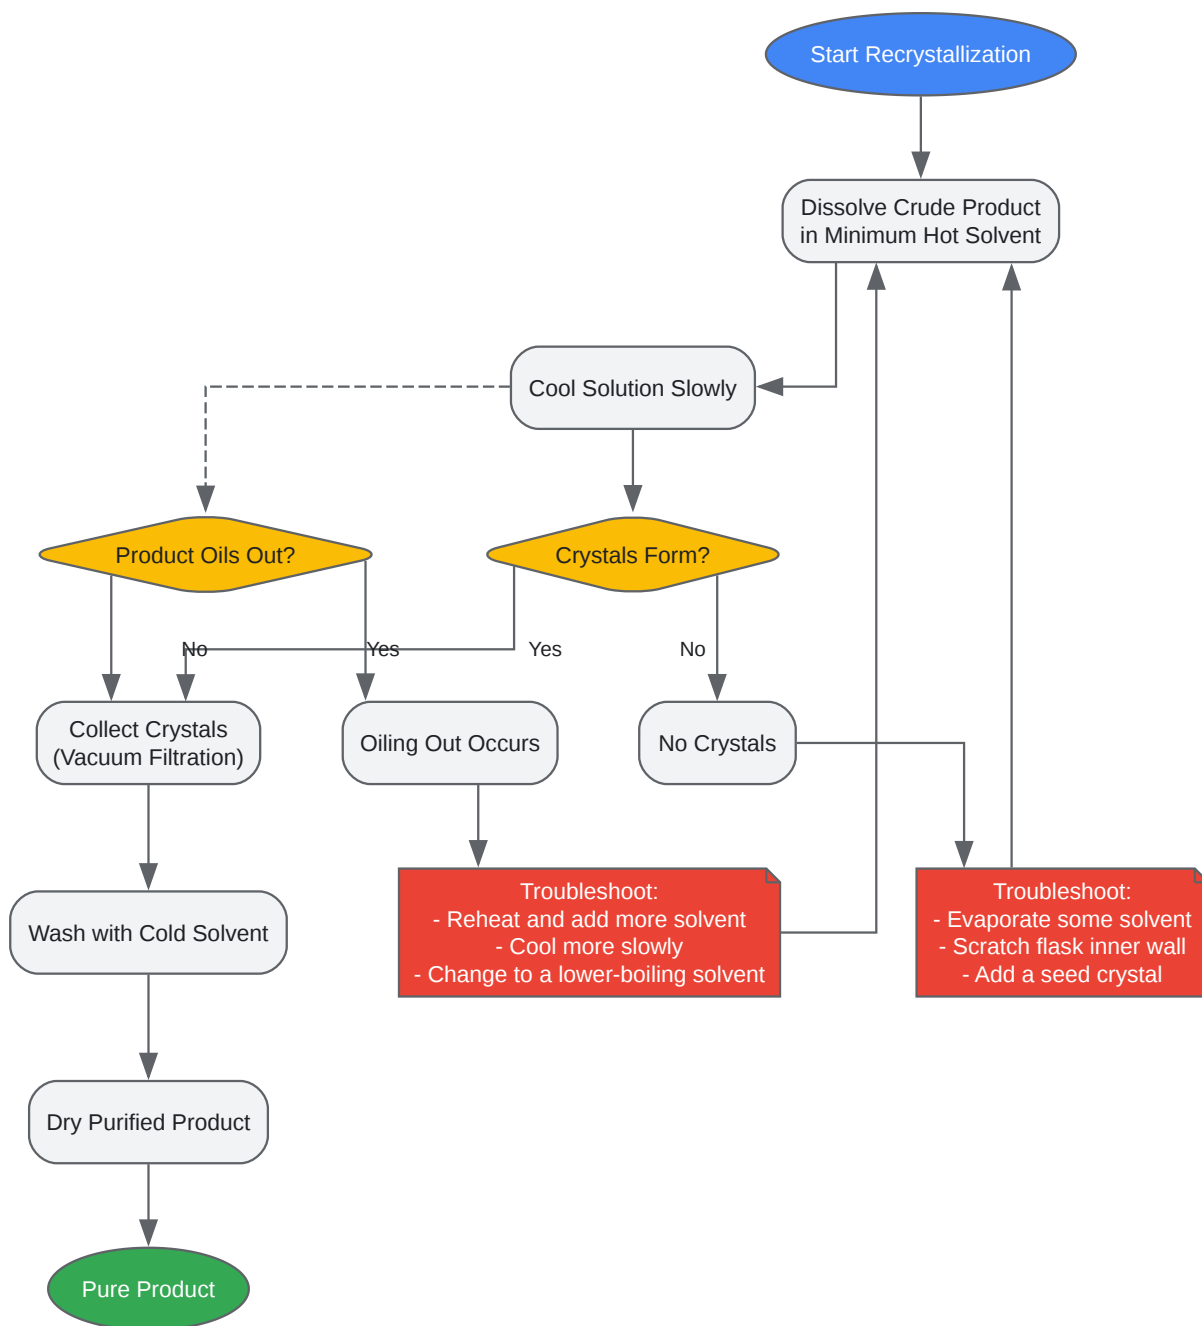 Start Recrystallization
Dissolve Crude Product
in Minimum Hot Solvent
Cool Solution Slowly
Product Oils Out?
Crystals Form?
No
Yes
Yes
No
Collect Crystals
(Vacuum Filtration)
Oiling Out Occurs
No Crystals
Troubleshoot:
- Reheat and add more solvent
- Cool more slowly
- Change to a lower-boiling solvent
Troubleshoot:
- Evaporate some solvent
- Scratch flask inner wall
- Add a seed crystal
Wash with Cold Solvent
Dry Purified Product
Pure Product